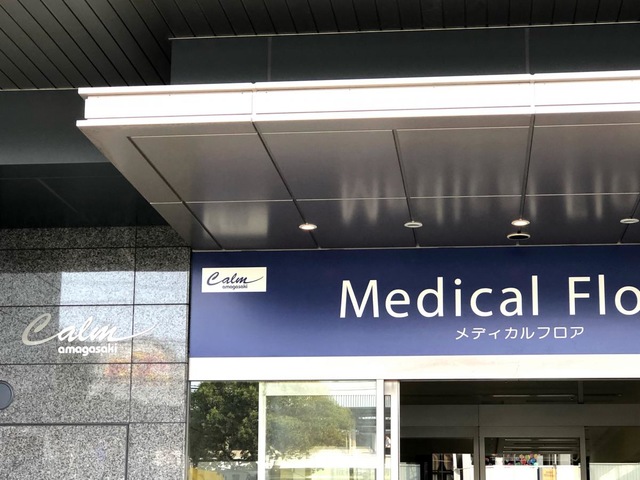 Calm
amagasaki
Medical Flo
メディカルフロア
Calm
amagasaki